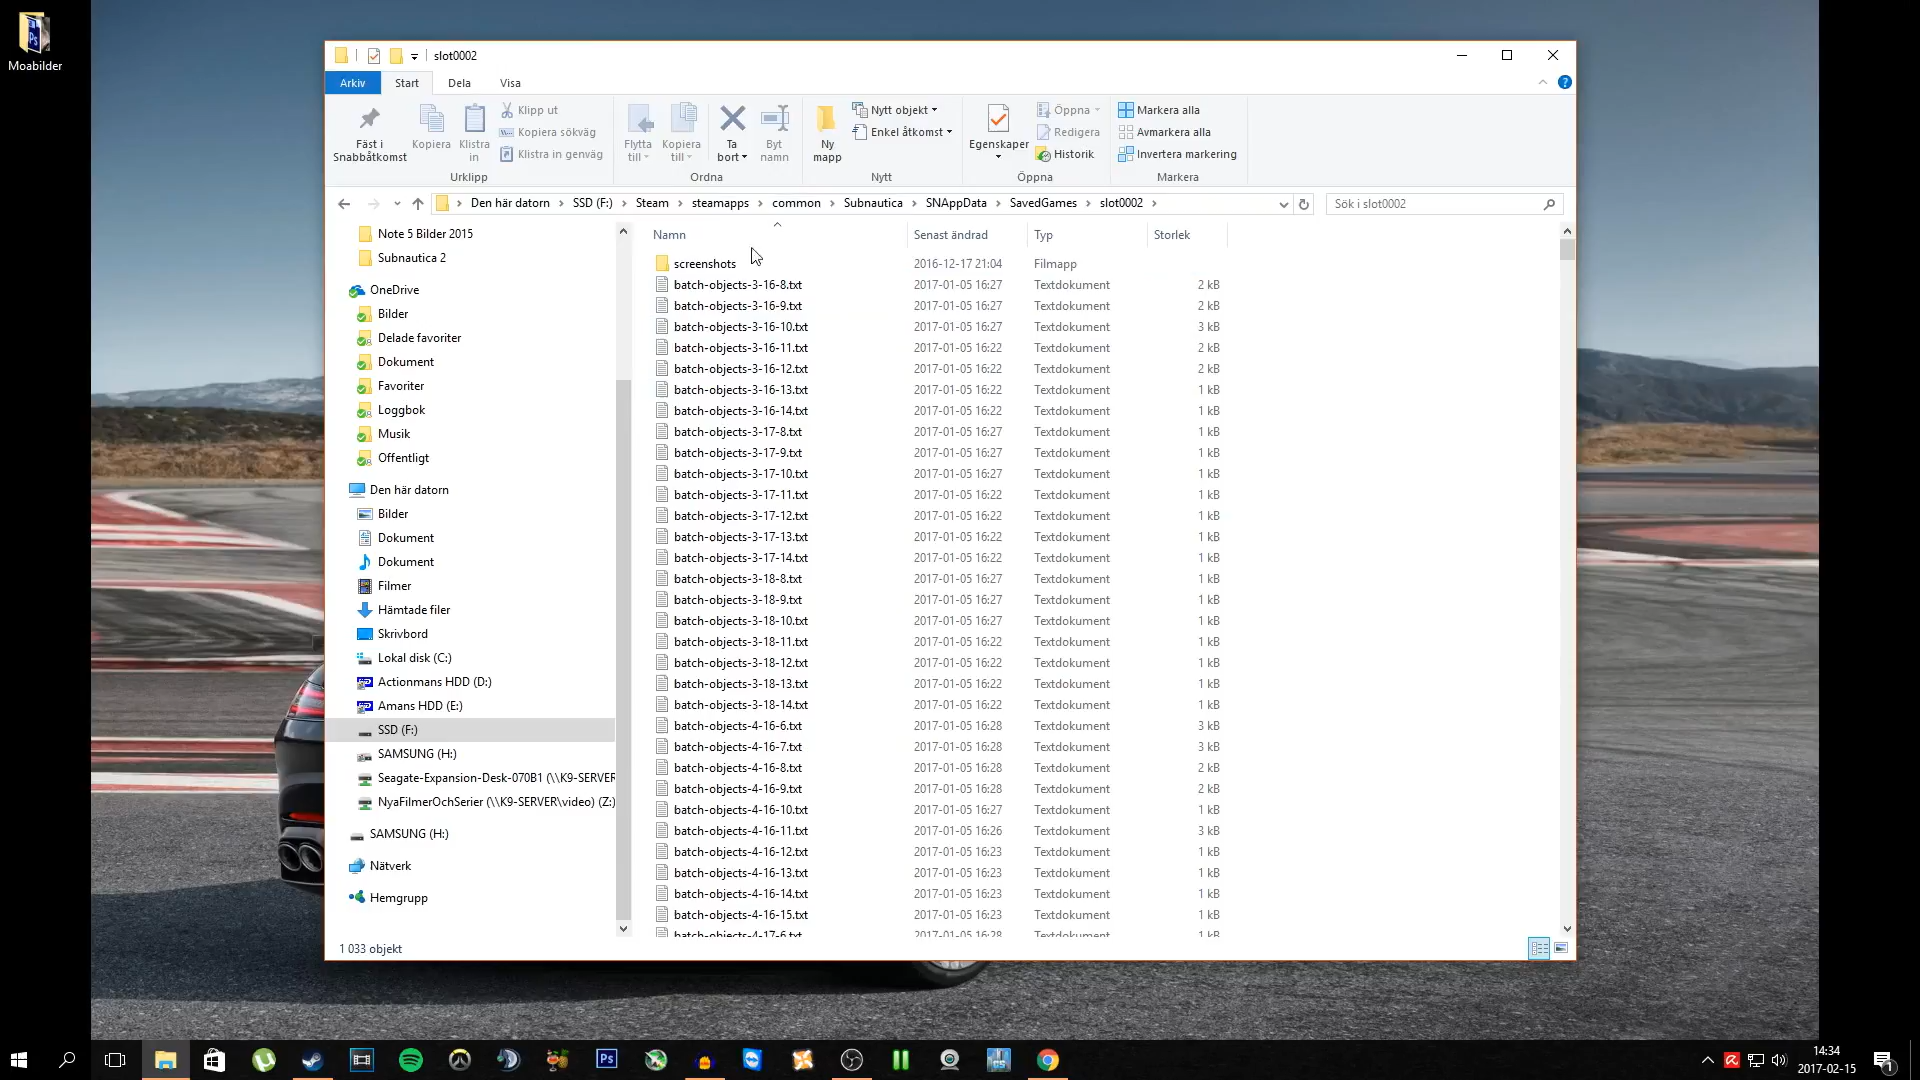 Moabilder
slot0002
Arkiv Start Dela Visa
Fäst i Snabbåtkomst
Kopiera
Klistra in
Klipp ut
Kopiera sökväg
Klistra in genväg
Urklipp
Flytta till
Kopiera till
Ta bort
Byt namn
Ordna
Ny mapp
Nytt objekt
Enkel åtkomst
Nytt
Egenskaper
Öppna
Redigera
Historik
Öppna
Markera alla
Avmarkera alla
Invertera markering
Markera
Den här datorn > SSD (F:) > Steam > steamapps > common > Subnautica > SNAppData > SavedGames > slot0002 >
Sök i slot0002
Note 5 Bilder 2015
Subnautica 2
OneDrive
Bilder
Delade favoriter
Dokument
Favoriter
Loggbok
Musik
Offentligt
Den här datorn
Bilder
Dokument
Dokument
Filmer
Hämtade filer
Skrivbord
Lokal disk (C:)
Actionmans HDD (D:)
Amans HDD (E:)
SSD (F:)
SAMSUNG (H:)
Seagate-Expansion-Desk-070B1 (\\K9-SERVER
NyaFilmerOchSerier (\\K9-SERVER\video) (Z:)
SAMSUNG (H:)
Nätverk
Hemgrupp
Namn Senast ändrad Typ Storlek
screenshots 2016-12-17 21:04 Filmapp
batch-objects-3-16-8.txt 2017-01-05 16:27 Textdokument 2 kB
batch-objects-3-16-9.txt 2017-01-05 16:27 Textdokument 2 kB
batch-objects-3-16-10.txt 2017-01-05 16:27 Textdokument 3 kB
batch-objects-3-16-11.txt 2017-01-05 16:22 Textdokument 2 kB
batch-objects-3-16-12.txt 2017-01-05 16:22 Textdokument 2 kB
batch-objects-3-16-13.txt 2017-01-05 16:22 Textdokument 1 kB
batch-objects-3-16-14.txt 2017-01-05 16:22 Textdokument 1 kB
batch-objects-3-17-8.txt 2017-01-05 16:27 Textdokument 1 kB
batch-objects-3-17-9.txt 2017-01-05 16:27 Textdokument 1 kB
batch-objects-3-17-10.txt 2017-01-05 16:27 Textdokument 1 kB
batch-objects-3-17-11.txt 2017-01-05 16:22 Textdokument 1 kB
batch-objects-3-17-12.txt 2017-01-05 16:22 Textdokument 1 kB
batch-objects-3-17-13.txt 2017-01-05 16:22 Textdokument 1 kB
batch-objects-3-17-14.txt 2017-01-05 16:22 Textdokument 1 kB
batch-objects-3-18-8.txt 2017-01-05 16:27 Textdokument 1 kB
batch-objects-3-18-9.txt 2017-01-05 16:27 Textdokument 1 kB
batch-objects-3-18-10.txt 2017-01-05 16:27 Textdokument 1 kB
batch-objects-3-18-11.txt 2017-01-05 16:22 Textdokument 1 kB
batch-objects-3-18-12.txt 2017-01-05 16:22 Textdokument 1 kB
batch-objects-3-18-13.txt 2017-01-05 16:22 Textdokument 1 kB
batch-objects-3-18-14.txt 2017-01-05 16:22 Textdokument 1 kB
batch-objects-4-16-6.txt 2017-01-05 16:28 Textdokument 3 kB
batch-objects-4-16-7.txt 2017-01-05 16:28 Textdokument 3 kB
batch-objects-4-16-8.txt 2017-01-05 16:28 Textdokument 2 kB
batch-objects-4-16-9.txt 2017-01-05 16:28 Textdokument 2 kB
batch-objects-4-16-10.txt 2017-01-05 16:27 Textdokument 1 kB
batch-objects-4-16-11.txt 2017-01-05 16:26 Textdokument 3 kB
batch-objects-4-16-12.txt 2017-01-05 16:23 Textdokument 1 kB
batch-objects-4-16-13.txt 2017-01-05 16:23 Textdokument 1 kB
batch-objects-4-16-14.txt 2017-01-05 16:23 Textdokument 1 kB
batch-objects-4-16-15.txt 2017-01-05 16:23 Textdokument 1 kB
batch-objects-4-17-6.txt 2017-01-05 16:28 Textdokument 1 kB
1 033 objekt
14:34
2017-02-15